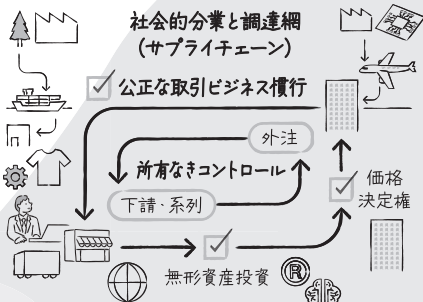 社会的分業と調達網
(サプライチェーン)
公正な取引ビジネス慣行
外注
所有なきコントロール
下請・系列
価格
決定権
無形資産投資
®